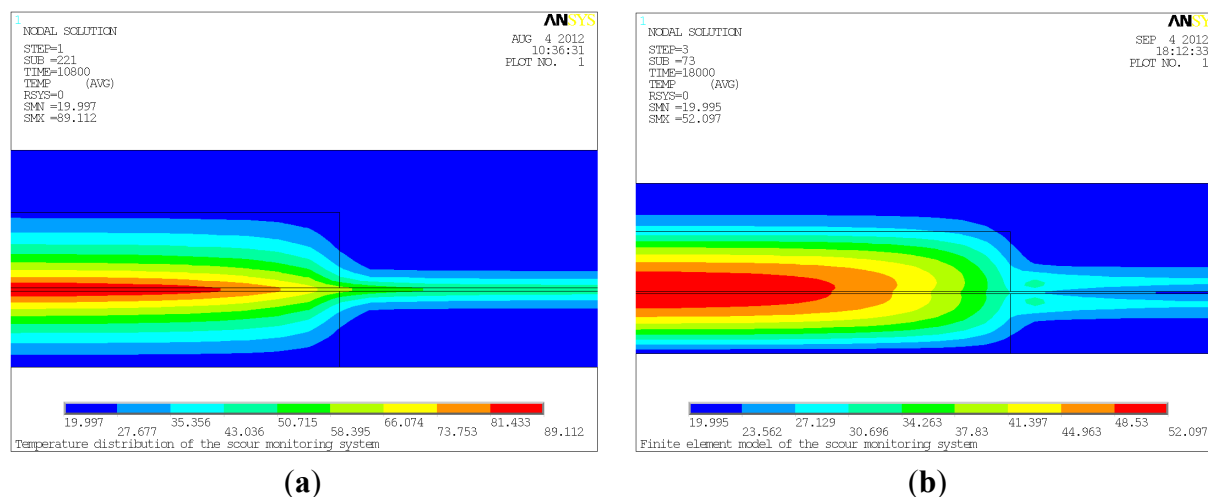 1
ANSYS
NODAL SOLUTION
AUG 4 2012
10:36:31
PLOT NO. 1
STEP=1
SUB =221
TIME=10800
TEMP (AVG)
RSYS=0
SMN =19.997
SMX =89.112
19.997 35.356 50.715 66.074 81.433
27.677 43.036 58.395 73.753 89.112
Temperature distribution of the scour monitoring system
(a)
1
ANSYS
NODAL SOLUTION
SEP 4 2012
18:12:33
PLOT NO. 1
STEP=3
SUB =73
TIME=18000
TEMP (AVG)
RSYS=0
SMN =19.995
SMX =52.097
19.995 27.129 34.263 41.397 48.53
23.562 30.696 37.83 44.963 52.097
Finite element model of the scour monitoring system
(b)